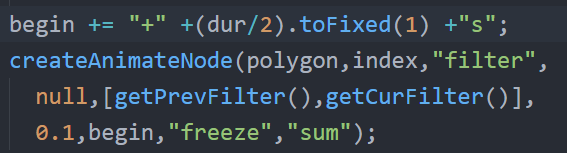 begin += "+" +(dur/2).toFixed(1) +"s";
createAnimateNode(polygon,index,"filter",
null,[getPrevFilter(),getCurFilter()],
0.1,begin,"freeze","sum");